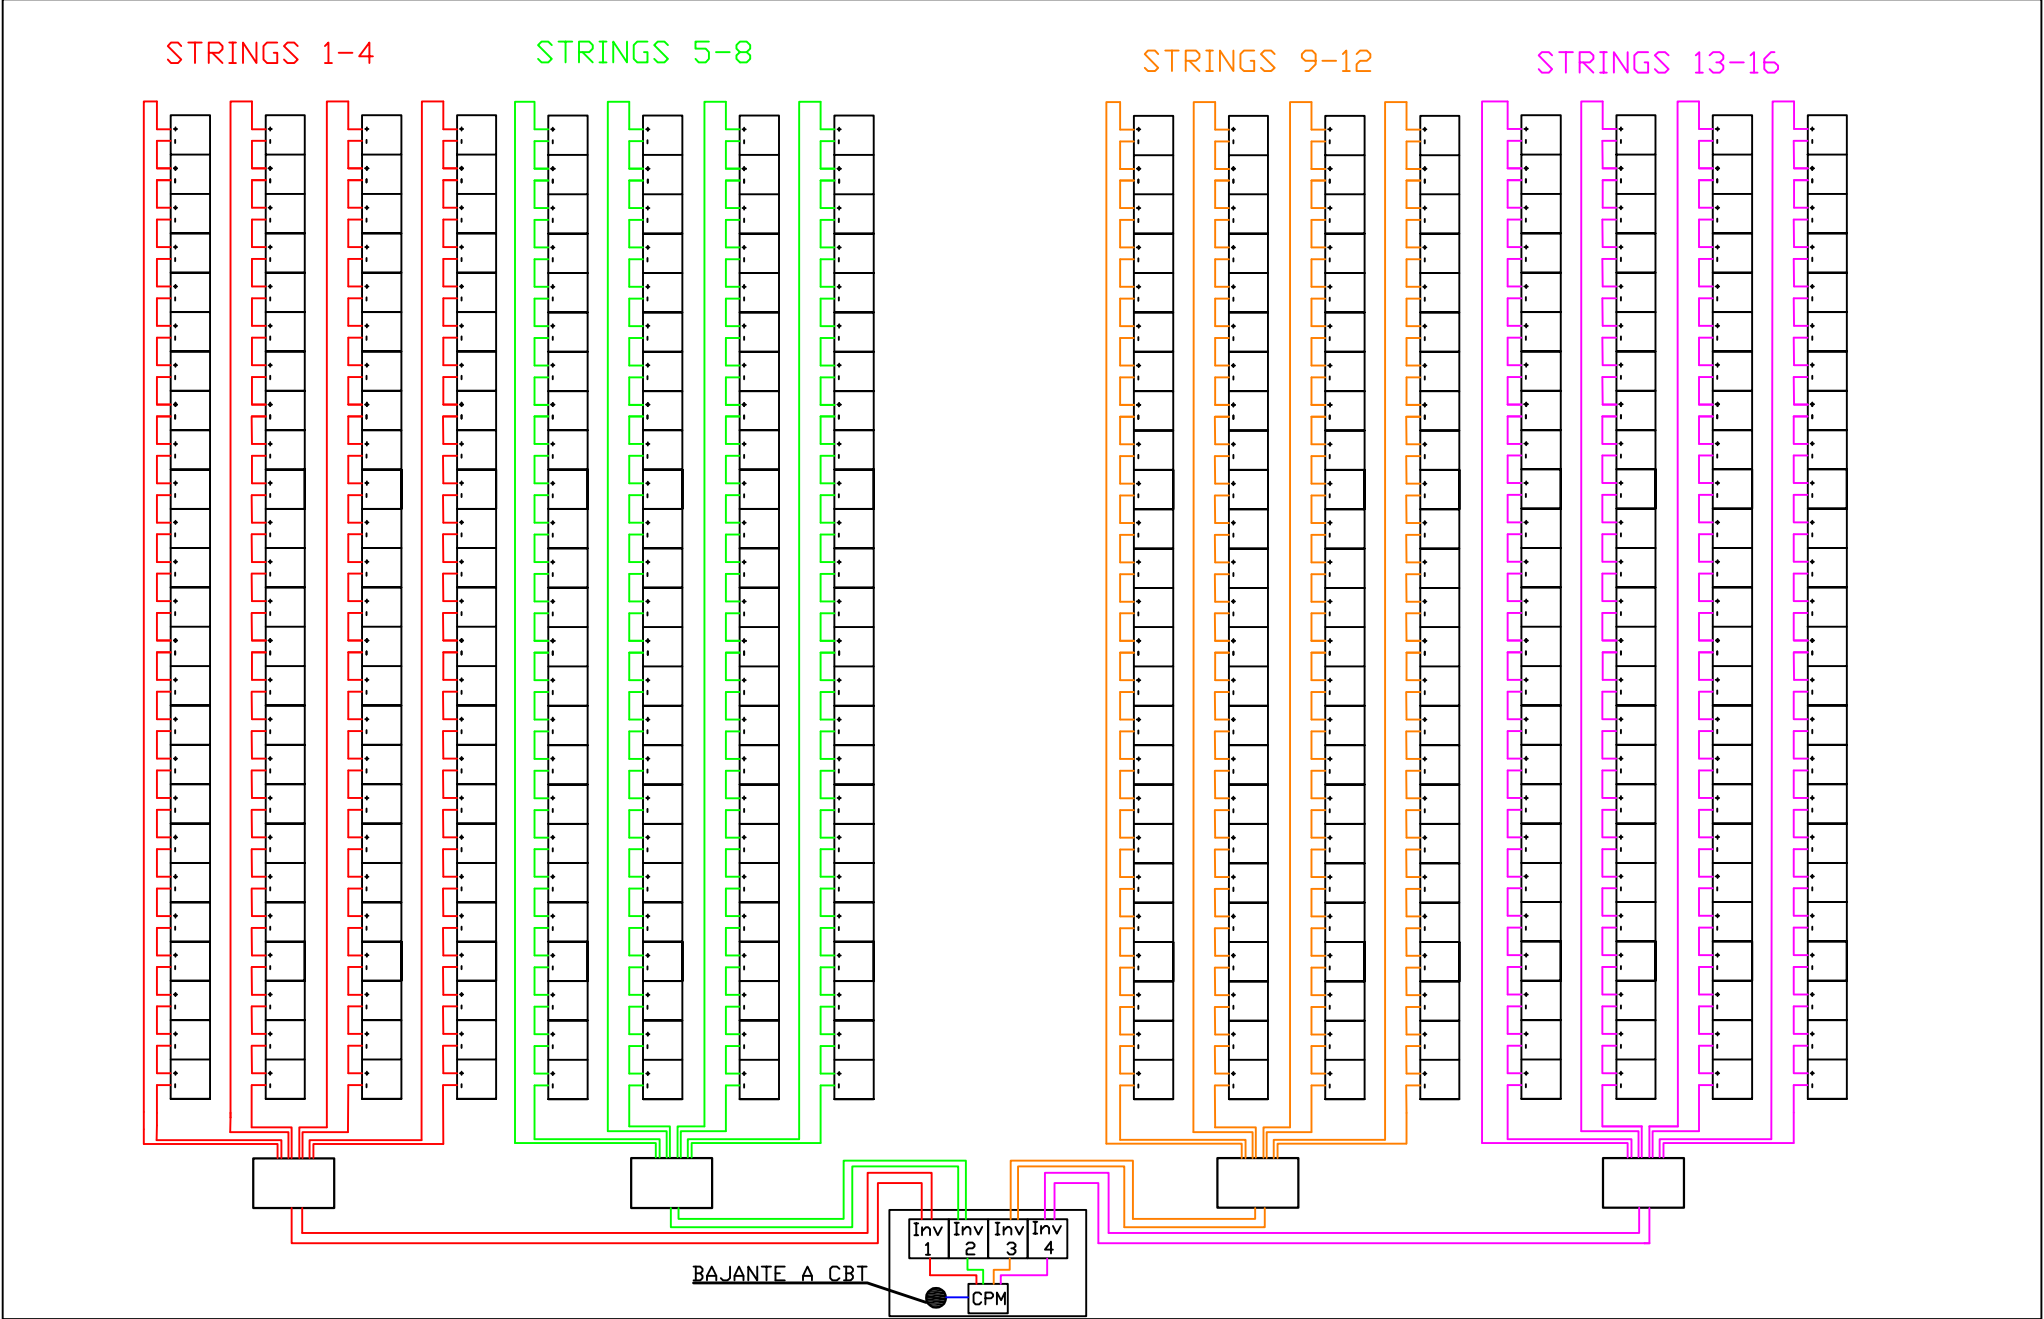 STRINGS 1-4
STRINGS 5-8
STRINGS 9-12
STRINGS 13-16
Inv 1
Inv 2
Inv 3
Inv 4
BAJANTE A CBT
CPM